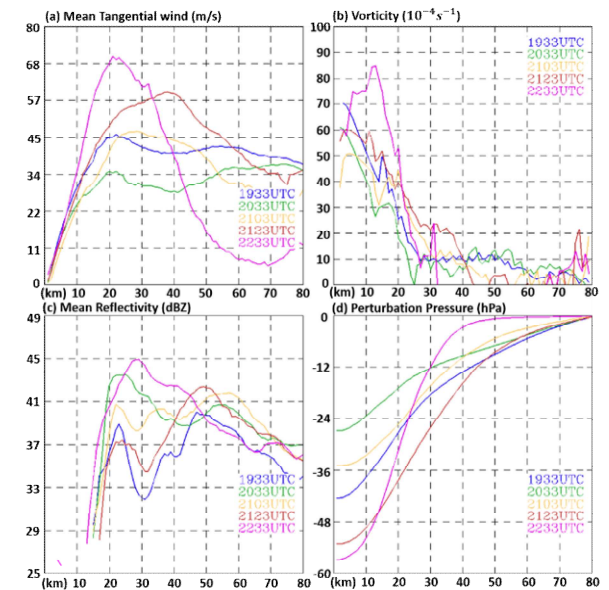 (a) Mean Tangential wind (m/s)
80
68
57
45
34
22
11
0
1933UTC
2033UTC
2103UTC
2123UTC
2233UTC
(km) 10 20 30 40 50 60 70 80
(b) Vorticity (10⁻⁴s⁻¹)
100
90
80
70
60
50
40
30
20
10
0
1933UTC
2033UTC
2103UTC
2123UTC
2233UTC
(km) 10 20 30 40 50 60 70 80
(c) Mean Reflectivity (dBZ)
49
45
41
37
33
29
25
1933UTC
2033UTC
2103UTC
2123UTC
2233UTC
(km) 10 20 30 40 50 60 70 80
(d) Perturbation Pressure (hPa)
0
-12
-24
-36
-48
-60
1933UTC
2033UTC
2103UTC
2123UTC
2233UTC
(km) 10 20 30 40 50 60 70 80